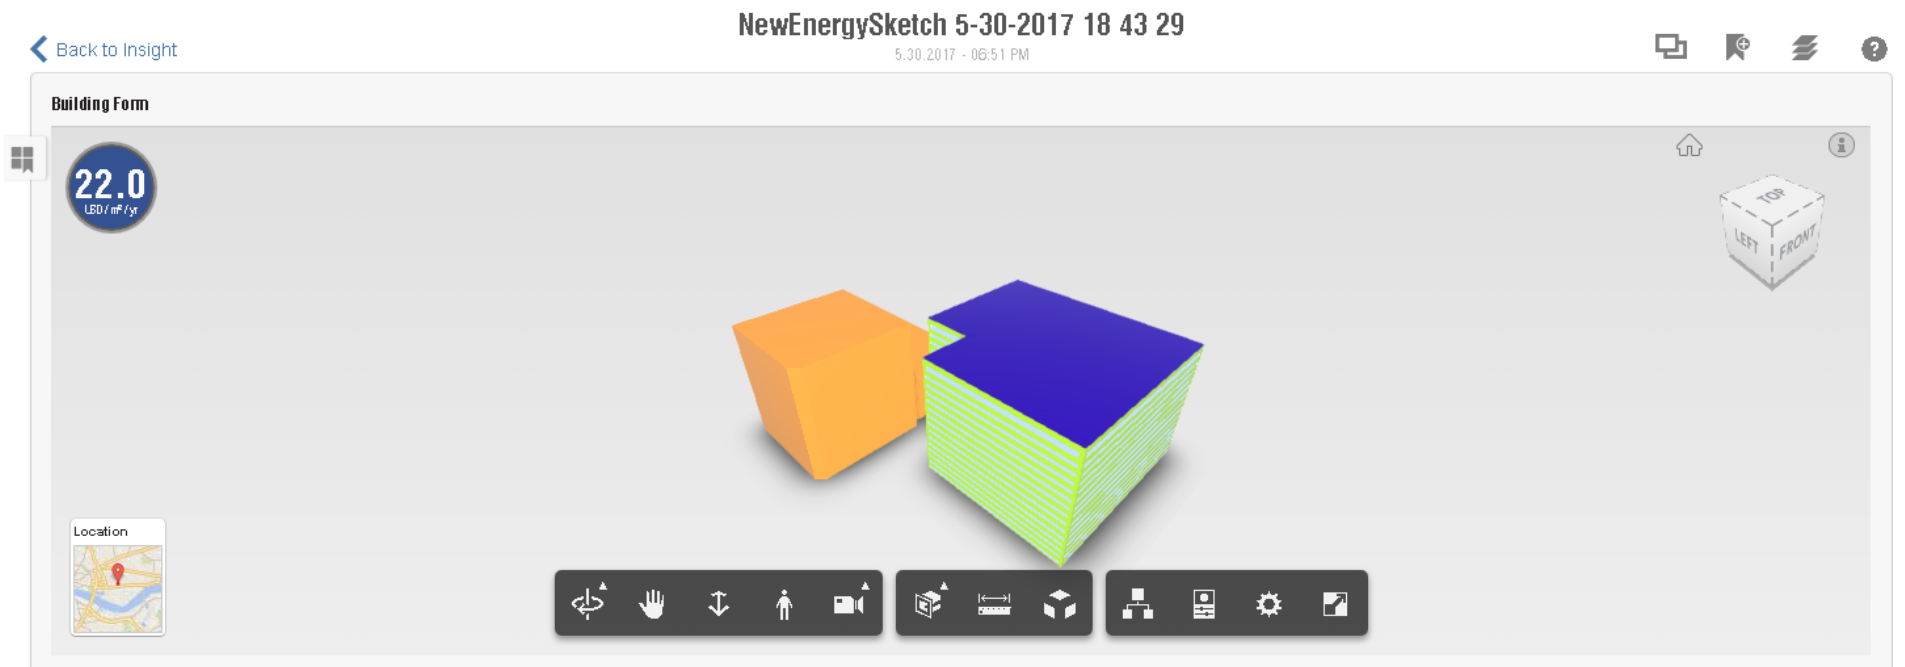 NewEnergySketch 5-30-2017 18 43 29
Back to Insight
5.30.2017 - 06:51 PM
Building Form
22.0
LBD / m² / yr
TOP
LEFT
FRONT
Location